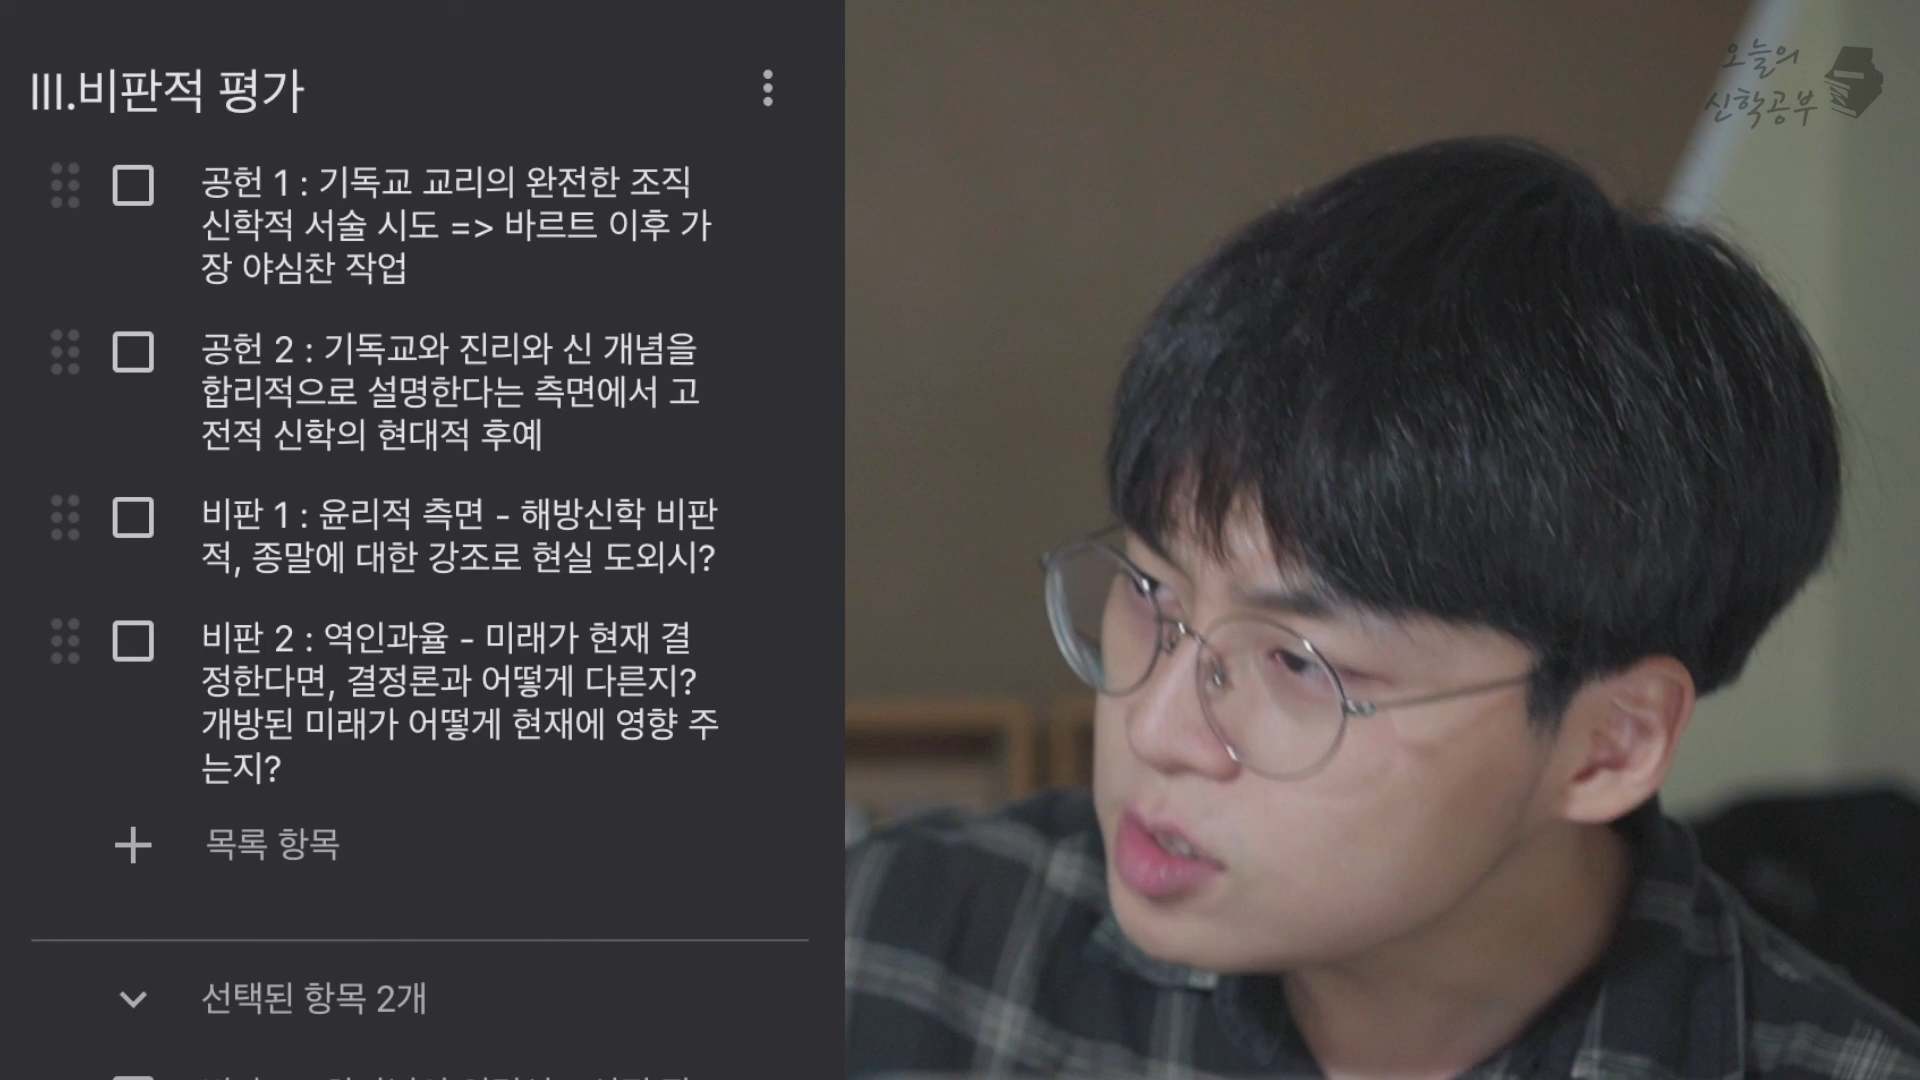 III.비판적 평가
공헌 1 : 기독교 교리의 완전한 조직
신학적 서술 시도 => 바르트 이후 가
장 야심찬 작업
공헌 2 : 기독교와 진리와 신 개념을
합리적으로 설명한다는 측면에서 고
전적 신학의 현대적 후예
비판 1 : 윤리적 측면 - 해방신학 비판
적, 종말에 대한 강조로 현실 도외시?
비판 2 : 역인과율 - 미래가 현재 결
정한다면, 결정론과 어떻게 다른지?
개방된 미래가 어떻게 현재에 영향 주
는지?
목록 항목
선택된 항목 2개
오늘의
신학공부